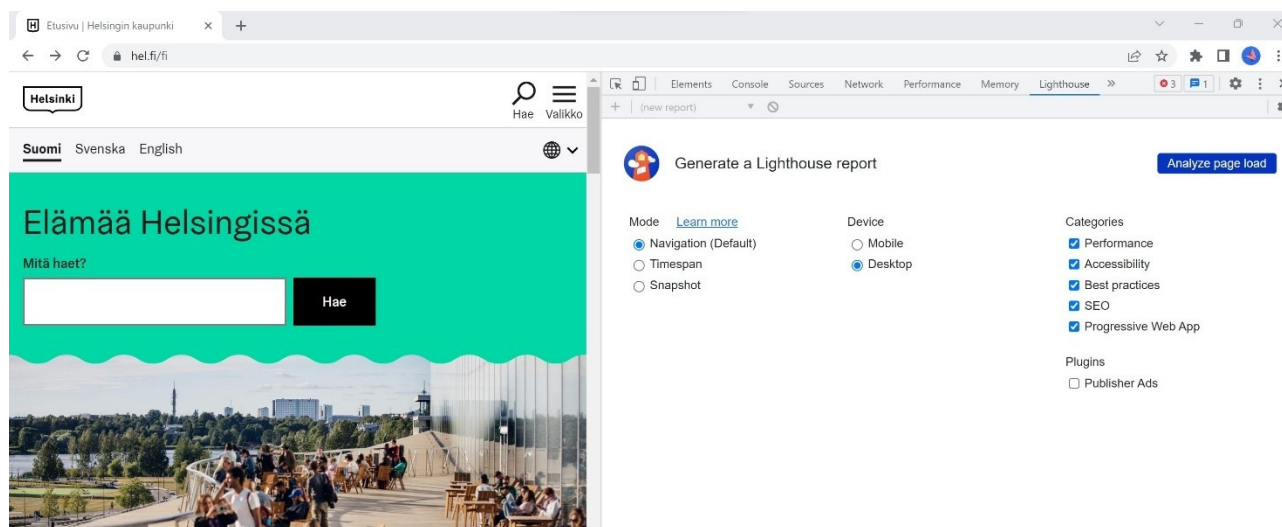 Etusivu | Helsingin kaupunki
hel.fi/fi
Helsinki
Hae Valikko
Suomi Svenska English
Elämää Helsingissä
Mitä haet?
Hae
Elements Console Sources Network Performance Memory Lighthouse 3 1
(new report)
Generate a Lighthouse report
Analyze page load
Mode Learn more
Navigation (Default)
Timespan
Snapshot
Device
Mobile
Desktop
Categories
Performance
Accessibility
Best practices
SEO
Progressive Web App
Plugins
Publisher Ads